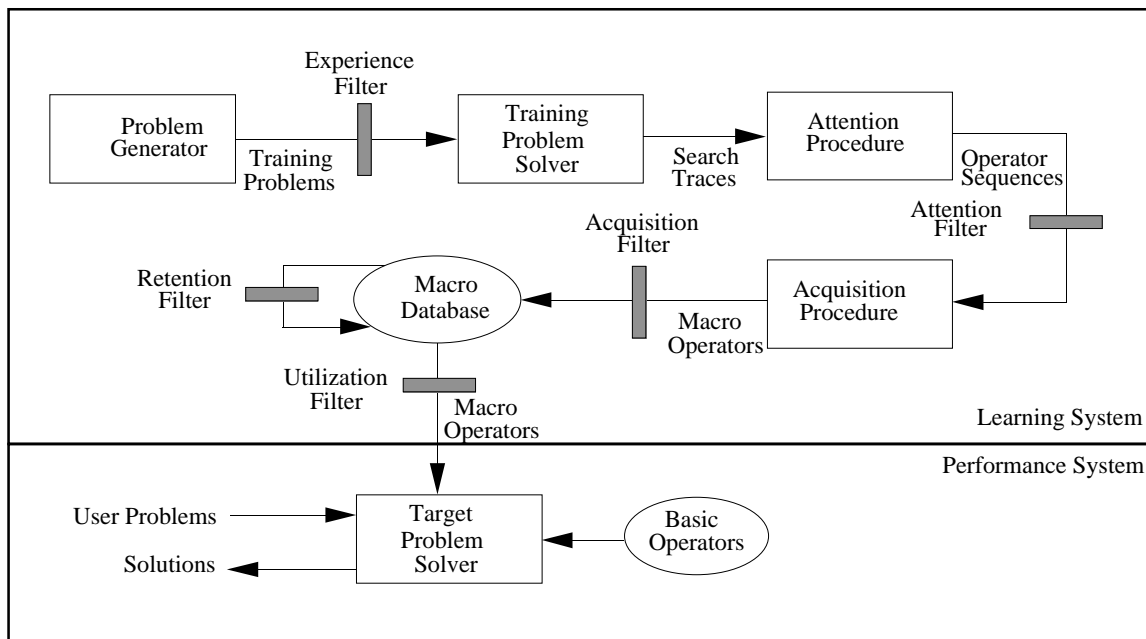 Experience
Filter
Problem
Generator
Training
Problems
Training
Problem
Solver
Search
Traces
Attention
Procedure
Operator
Sequences
Attention
Filter
Acquisition
Filter
Retention
Filter
Macro
Database
Macro
Operators
Acquisition
Procedure
Utilization
Filter
Macro
Operators
Learning System
Performance System
User Problems
Solutions
Target
Problem
Solver
Basic
Operators